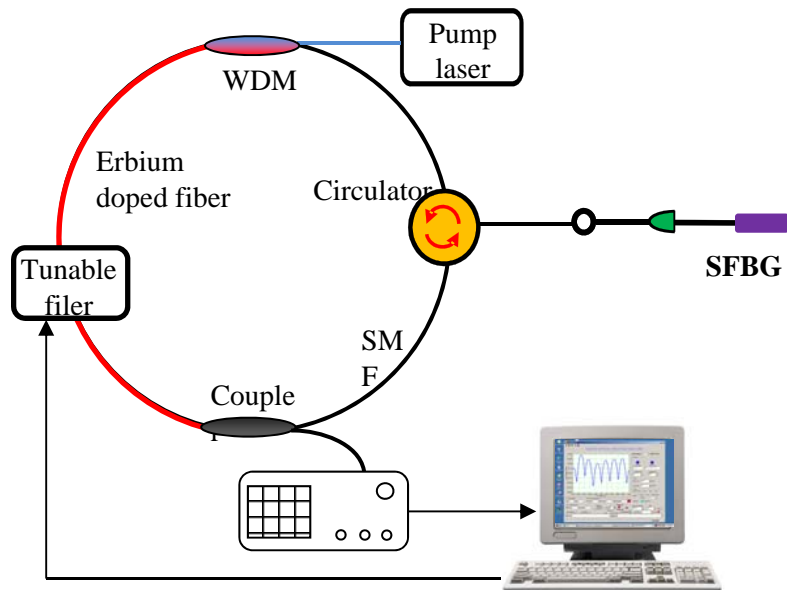 Pump
laser
WDM
Erbium
doped fiber
Circulator
Tunable
filer
SFBG
SM
F
Couple